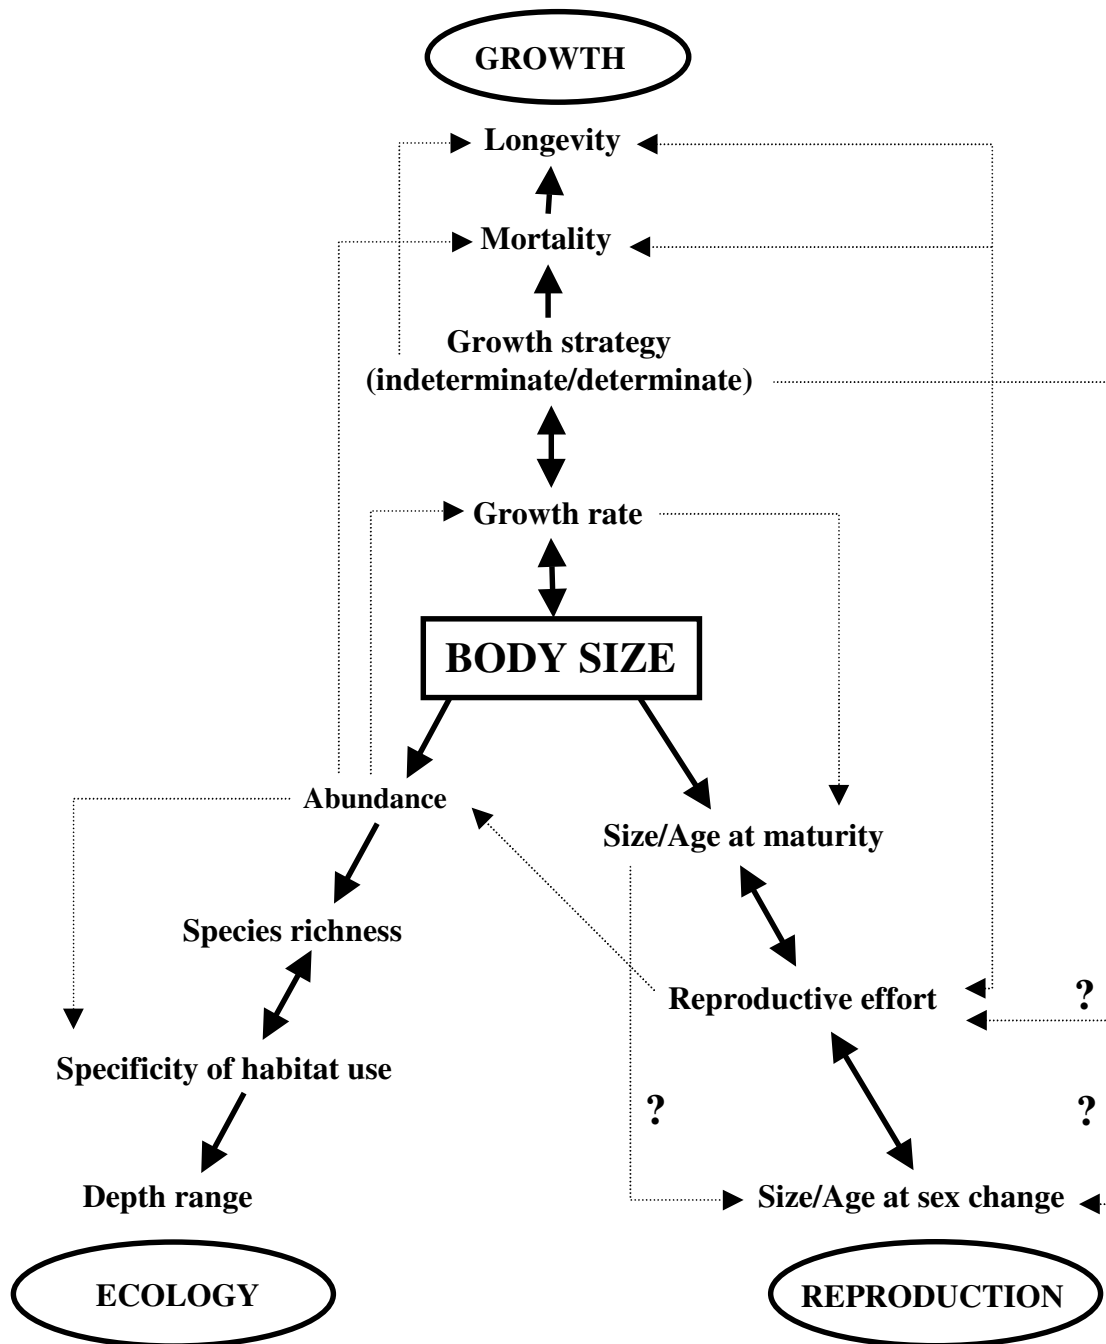 GROWTH
Longevity
Mortality
Growth strategy
(indeterminate/determinate)
Growth rate
BODY SIZE
Abundance
Size/Age at maturity
Species richness
Reproductive effort
?
Specificity of habitat use
?
?
Depth range
Size/Age at sex change
ECOLOGY
REPRODUCTION